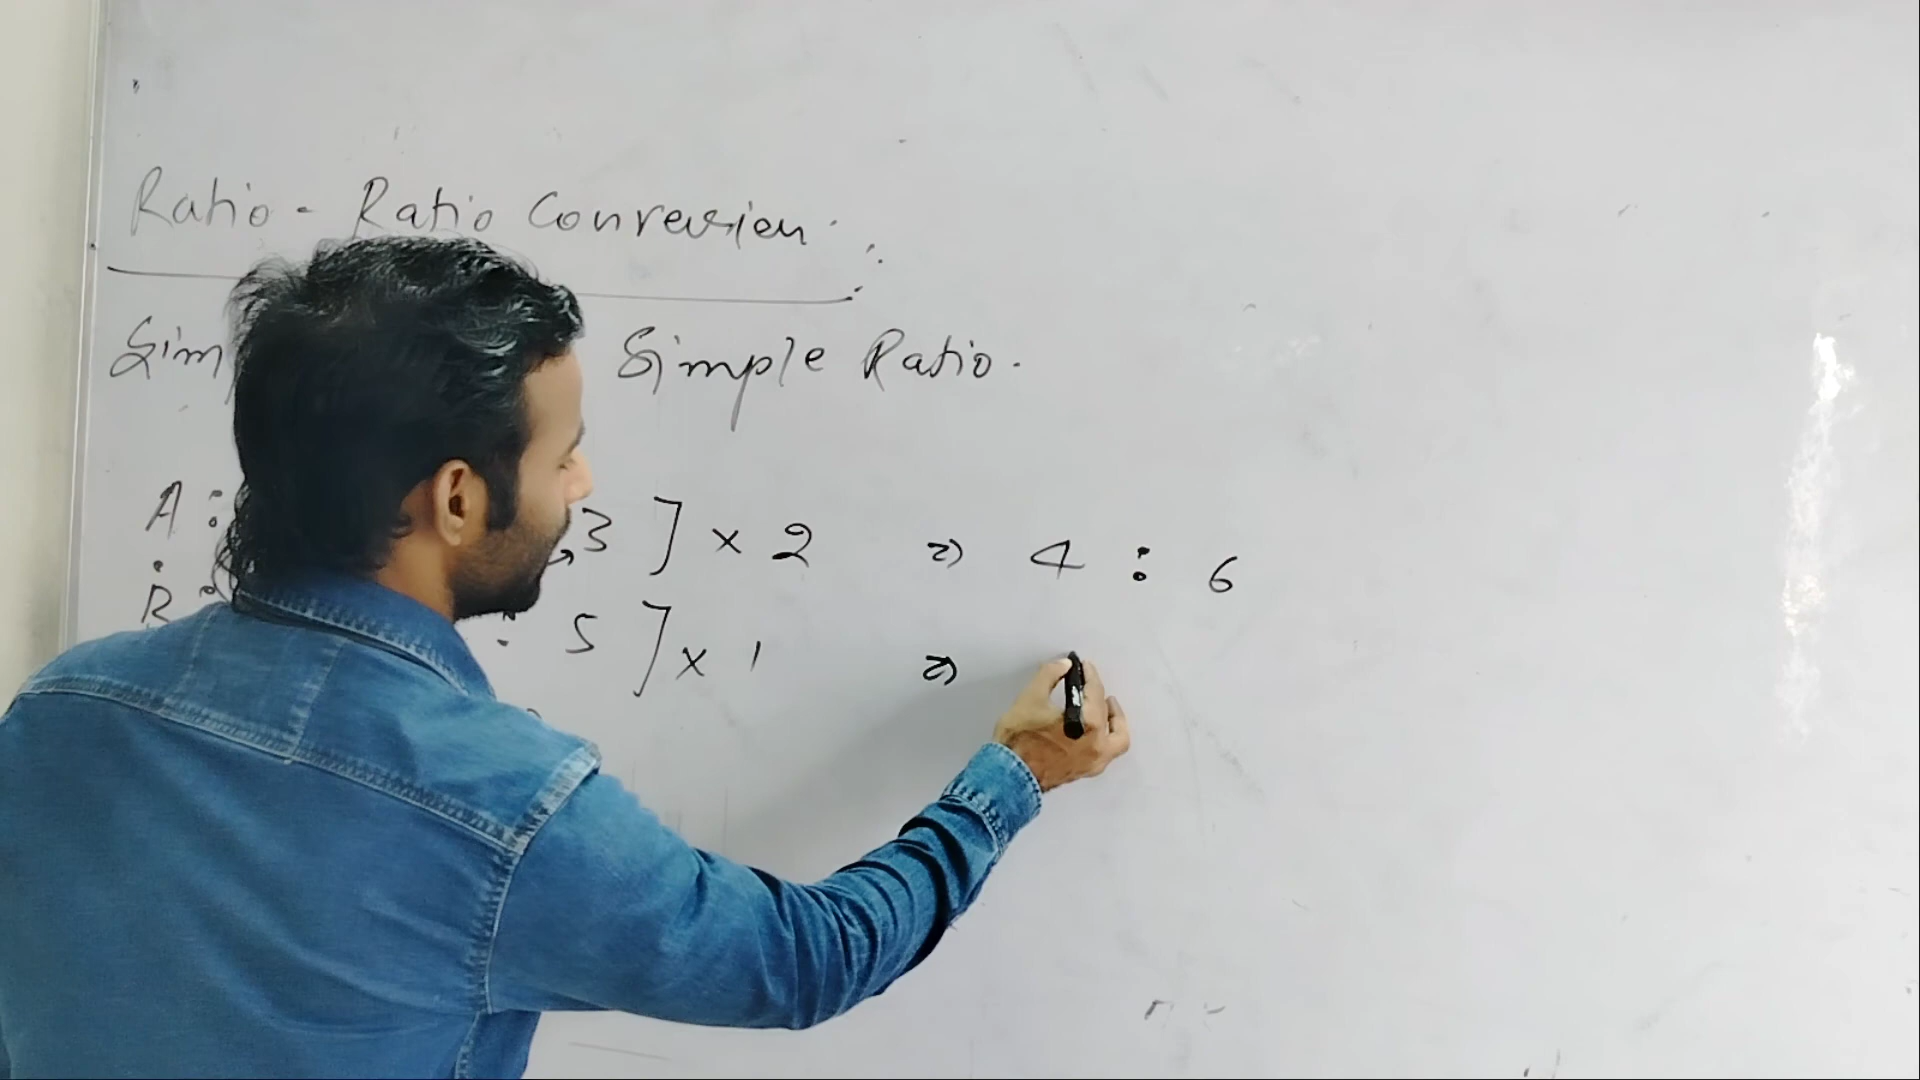 Ratio - Ratio Conversion
Simple Ratio.
A : 3 ] × 2 ⇒ 4 : 6
B : : 5 ] × 1 ⇒